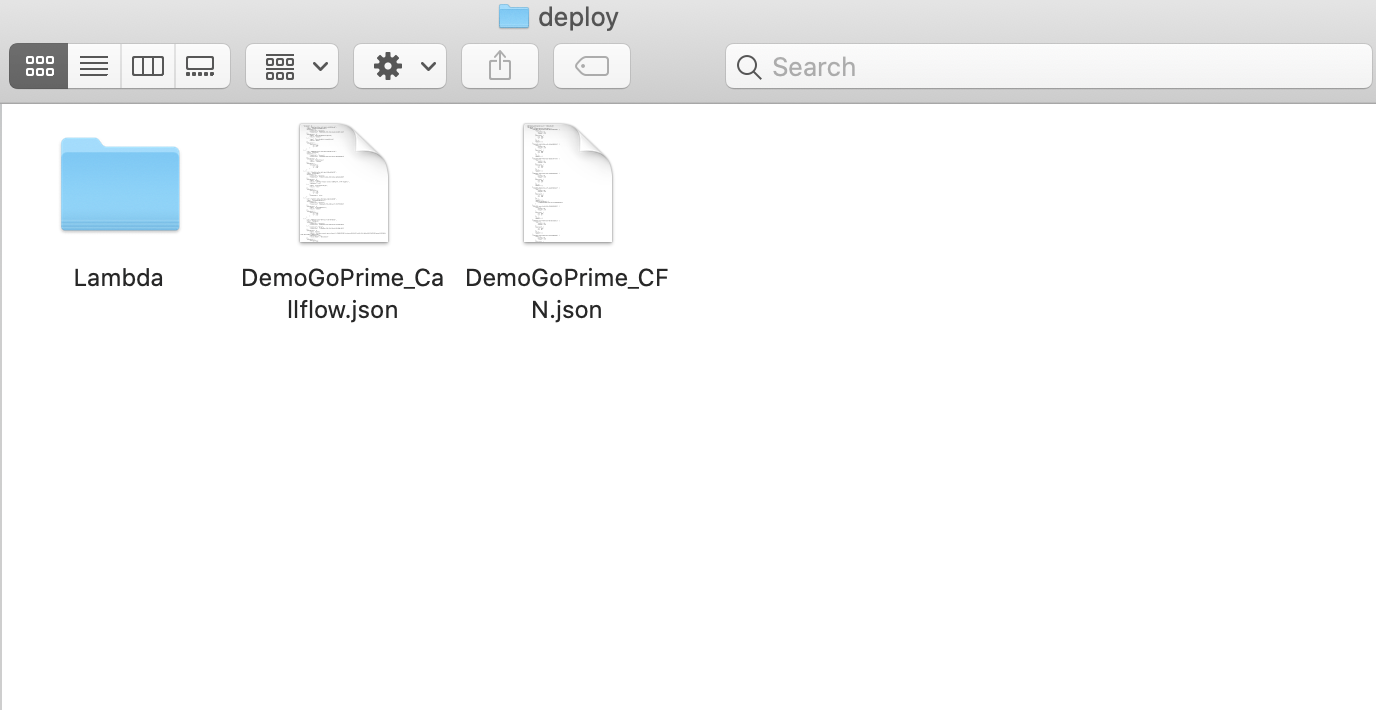 deploy
Search
Lambda
DemoGoPrime_Ca
llflow.json
DemoGoPrime_CF
N.json